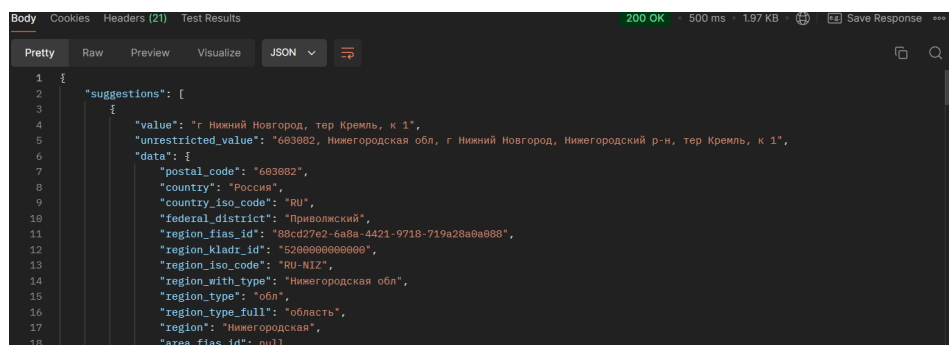 Body Cookies Headers (21) Test Results 200 OK 500 ms 1.97 KB Save Response
Pretty Raw Preview Visualize JSON
1 {
2 "suggestions": [
3 {
4 "value": "г Нижний Новгород, тер Кремль, к 1",
5 "unrestricted_value": "603082, Нижегородская обл, г Нижний Новгород, Нижегородский р-н, тер Кремль, к 1",
6 "data": {
7 "postal_code": "603082",
8 "country": "Россия",
9 "country_iso_code": "RU",
10 "federal_district": "Приволжский",
11 "region_fias_id": "88cd27e2-6a8a-4421-9718-719a28a0a088",
12 "region_kladr_id": "5200000000000",
13 "region_iso_code": "RU-NIZ",
14 "region_with_type": "Нижегородская обл",
15 "region_type": "обл",
16 "region_type_full": "область",
17 "region": "Нижегородская",
18 "area_fias_id": null